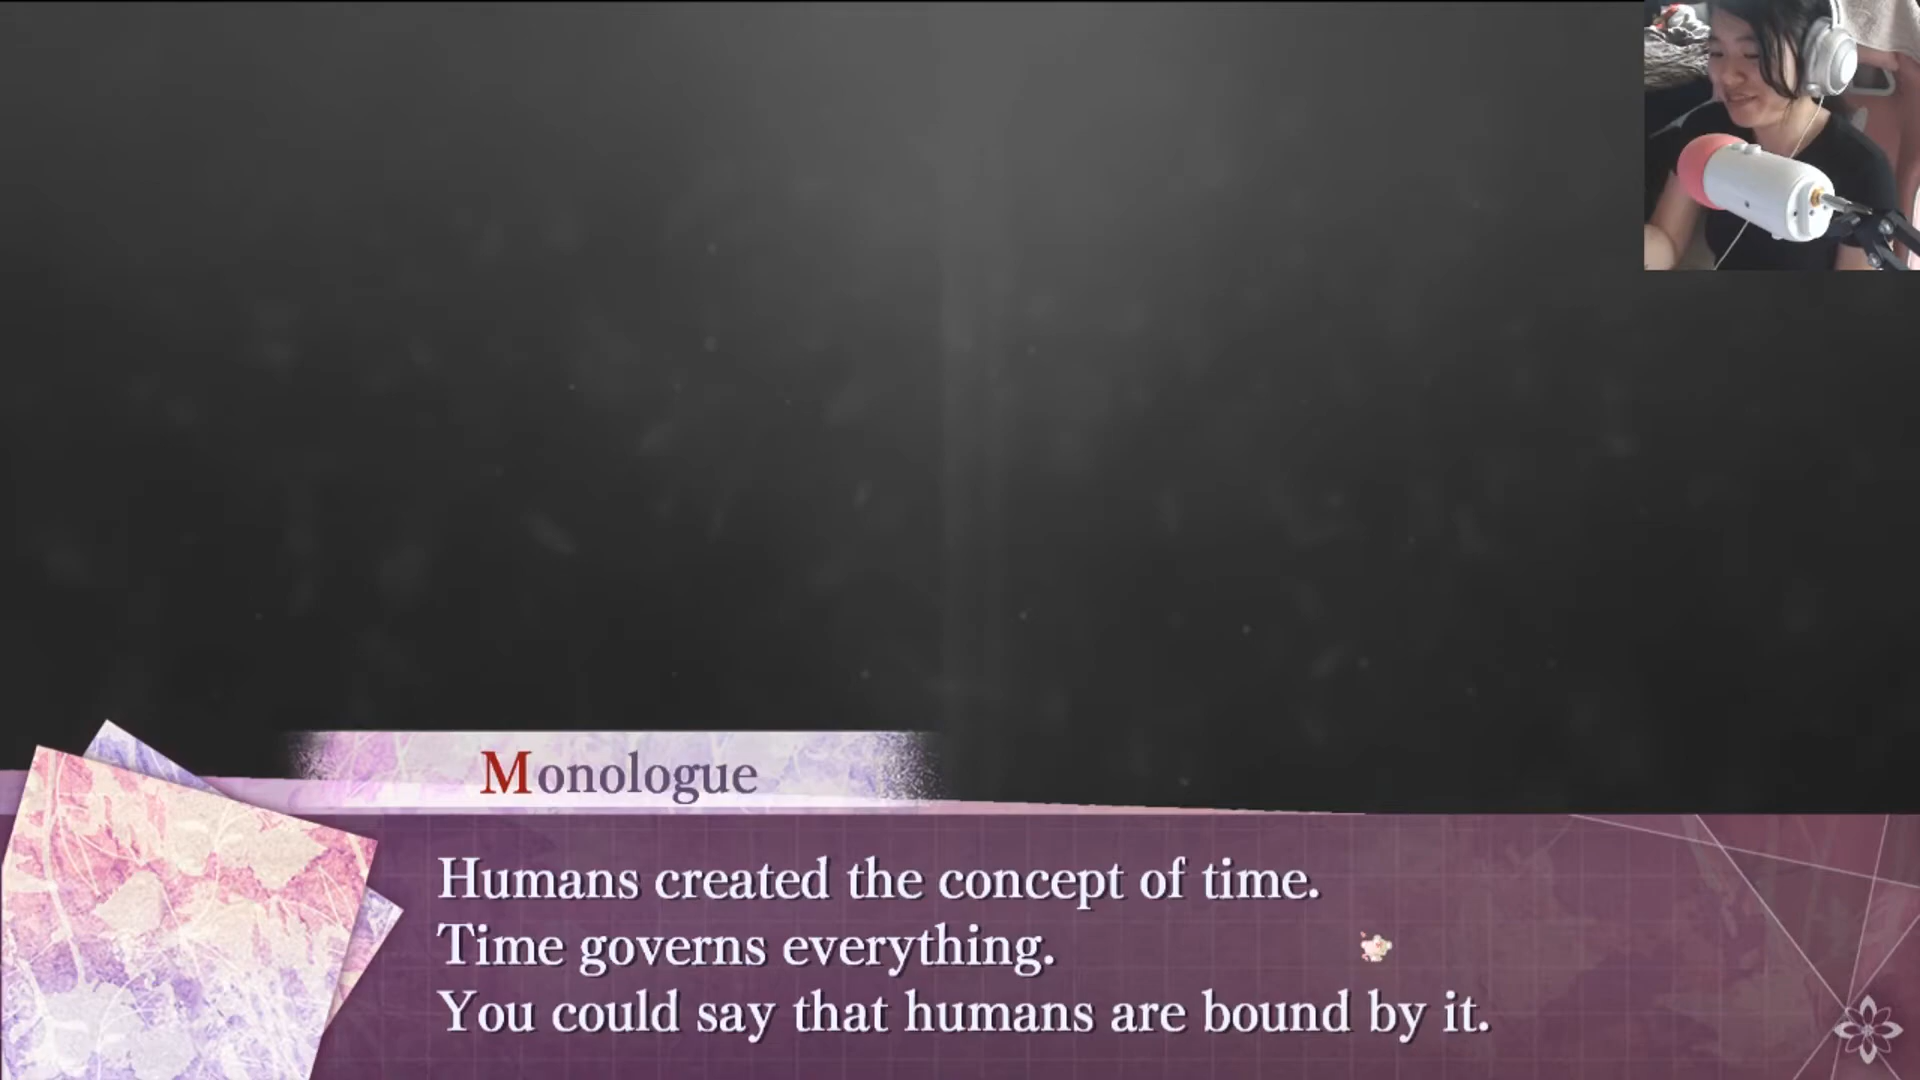 Monologue
Humans created the concept of time.
Time governs everything.
You could say that humans are bound by it.